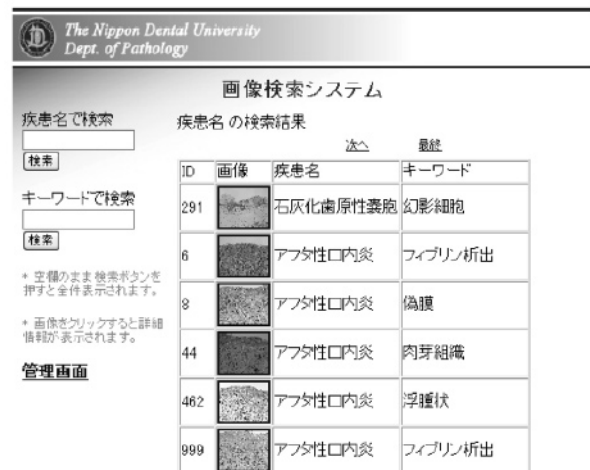 The Nippon Dental University
Dept. of Pathology
画像検索システム
疾患名で検索
検索
キーワードで検索
検索
* 空欄のまま検索ボタンを
押すと全件表示されます。
* 画像をクリックすると詳細
情報が表示されます。
管理画面
疾患名 の検索結果
次へ 最終
ID 画像 疾患名 キーワード
291 石灰化歯原性嚢胞 幻影細胞
6 アフタ性口内炎 フィブリン析出
8 アフタ性口内炎 偽膜
44 アフタ性口内炎 肉芽組織
462 アフタ性口内炎 浮腫状
999 アフタ性口内炎 フィブリン析出